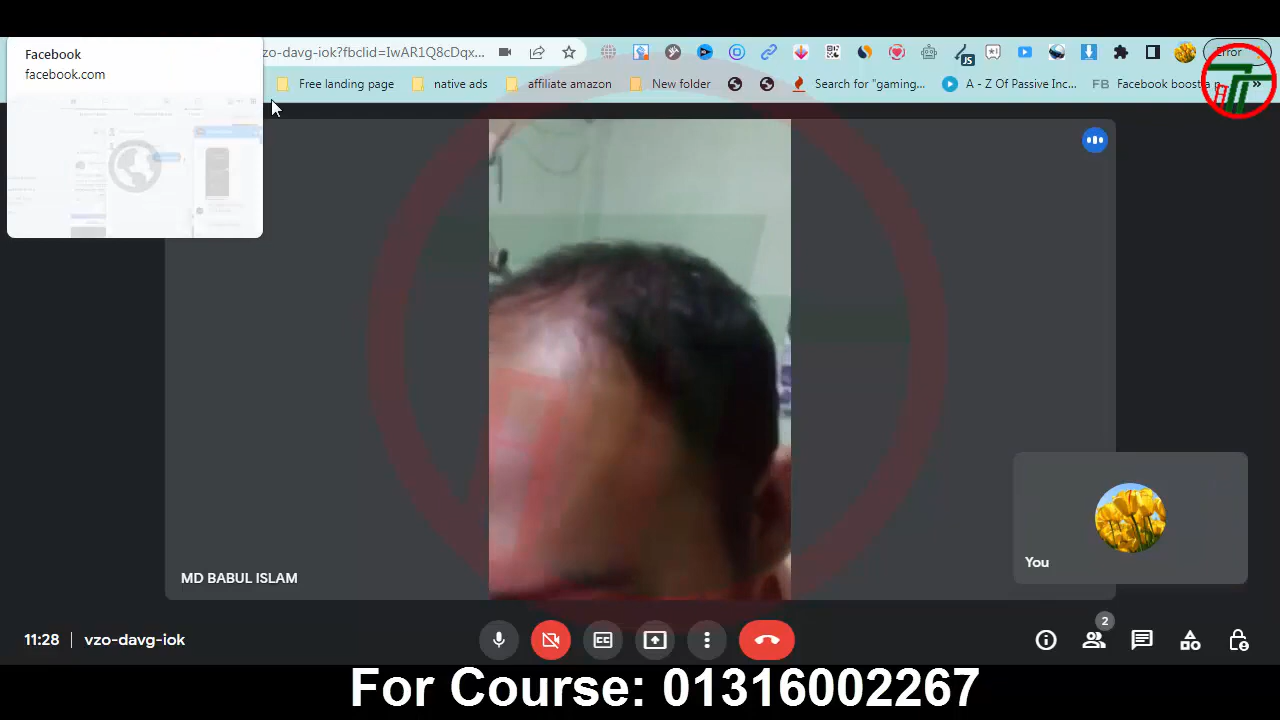 Facebook
facebook.com
zo-davg-iok?fbclid=IwAR1Q8cDqx...
JS
Error
Free landing page
native ads
affiliate amazon
New folder
Search for "gaming...
A - Z Of Passive Inc...
FB
Facebook boost a p
»
MD BABUL ISLAM
You
11:28 | vzo-davg-iok
CC
2
For Course: 01316002267